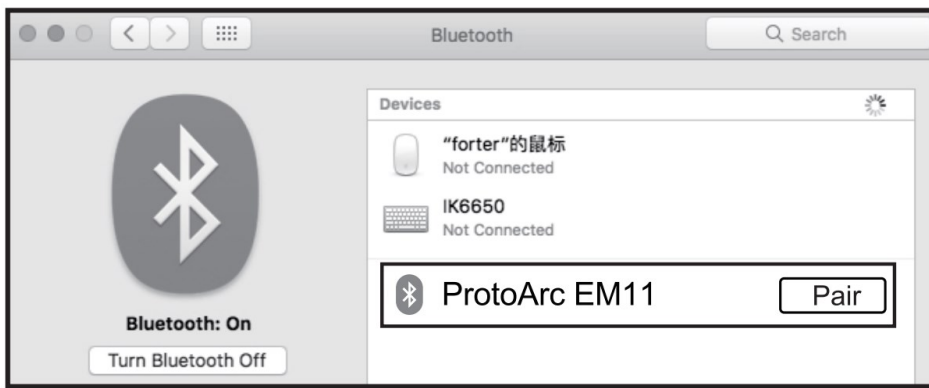 Bluetooth
Search
Devices
“forter”的鼠标
Not Connected
IK6650
Not Connected
ProtoArc EM11
Pair
Bluetooth: On
Turn Bluetooth Off